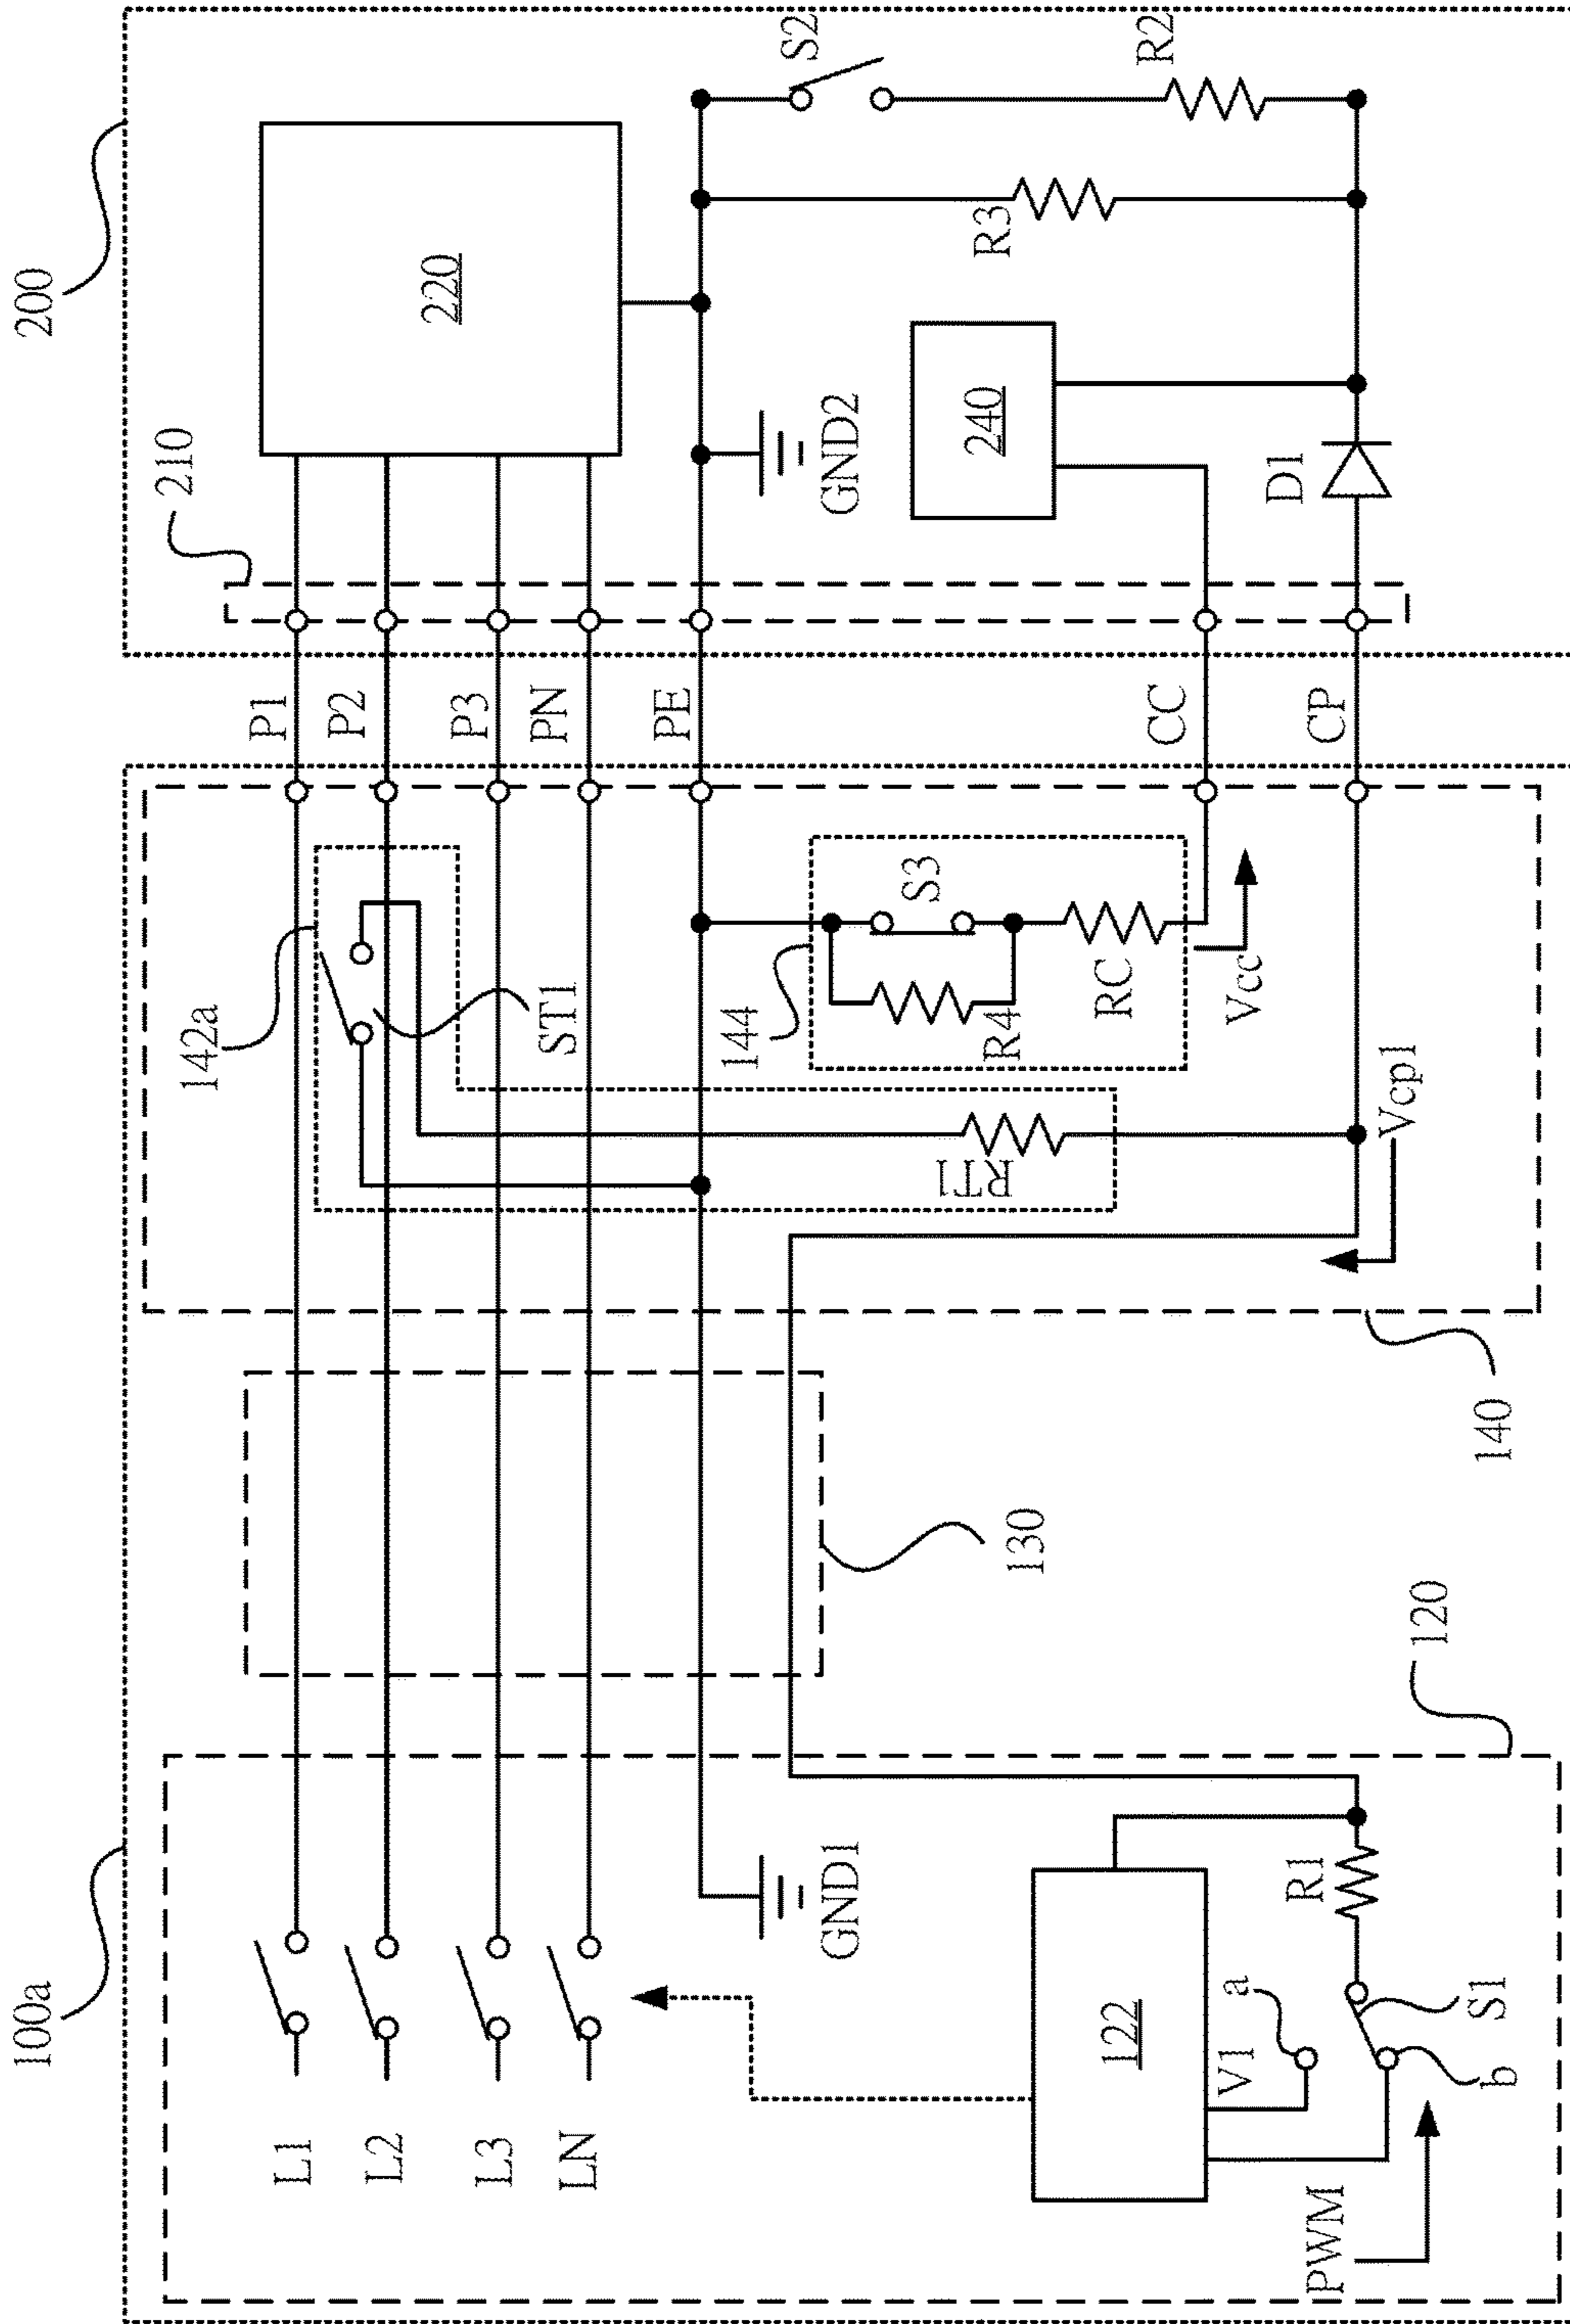 100a
200
L1
L2
L3
LN
GND1
122
V1
a
b
S1
R1
PWM
120
130
140
142a
ST1
RT1
144
S3
R4
RC
Vcc
Vcp1
P1
P2
P3
PN
PE
CC
CP
210
220
GND2
240
D1
R3
S2
R2